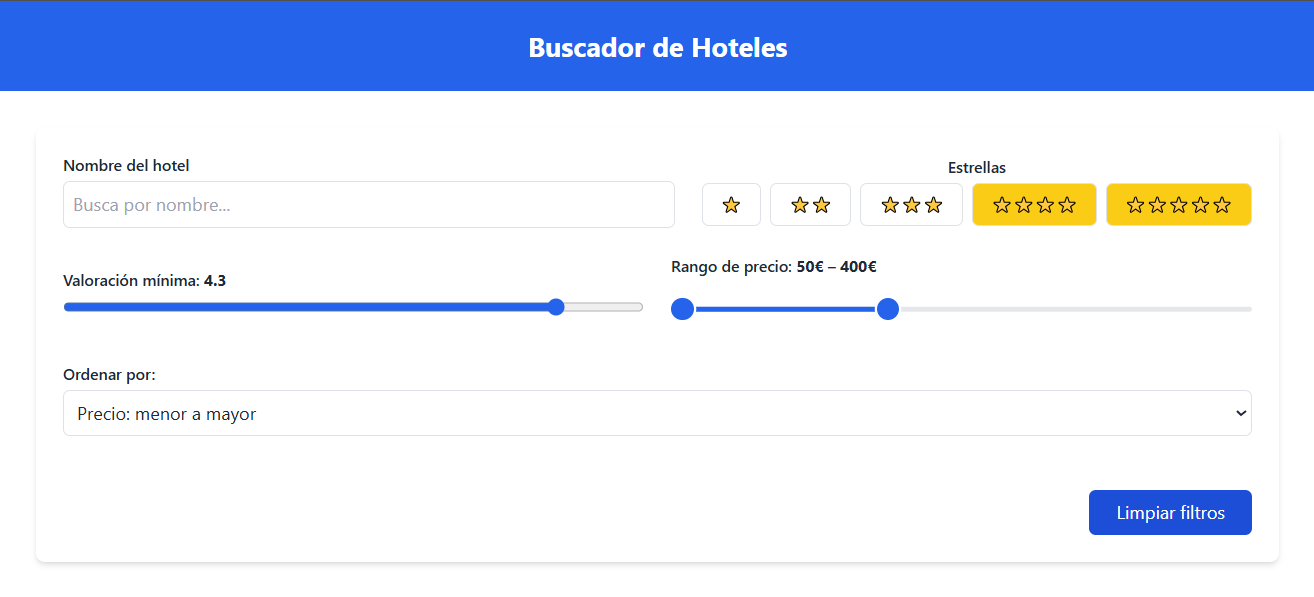 Buscador de Hoteles
Nombre del hotel
Busca por nombre...
Estrellas
Valoración mínima: 4.3
Rango de precio: 50€ – 400€
Ordenar por:
Precio: menor a mayor
Limpiar filtros